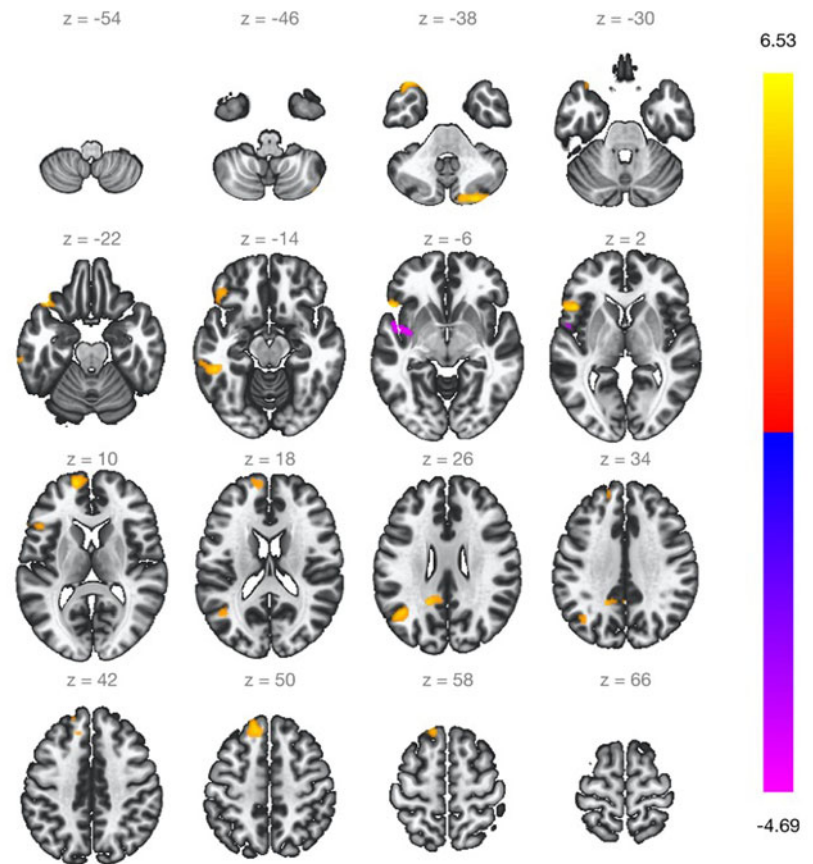 z = -54
z = -46
z = -38
z = -30
6.53
z = -22
z = -14
z = -6
z = 2
z = 10
z = 18
z = 26
z = 34
z = 42
z = 50
z = 58
z = 66
-4.69